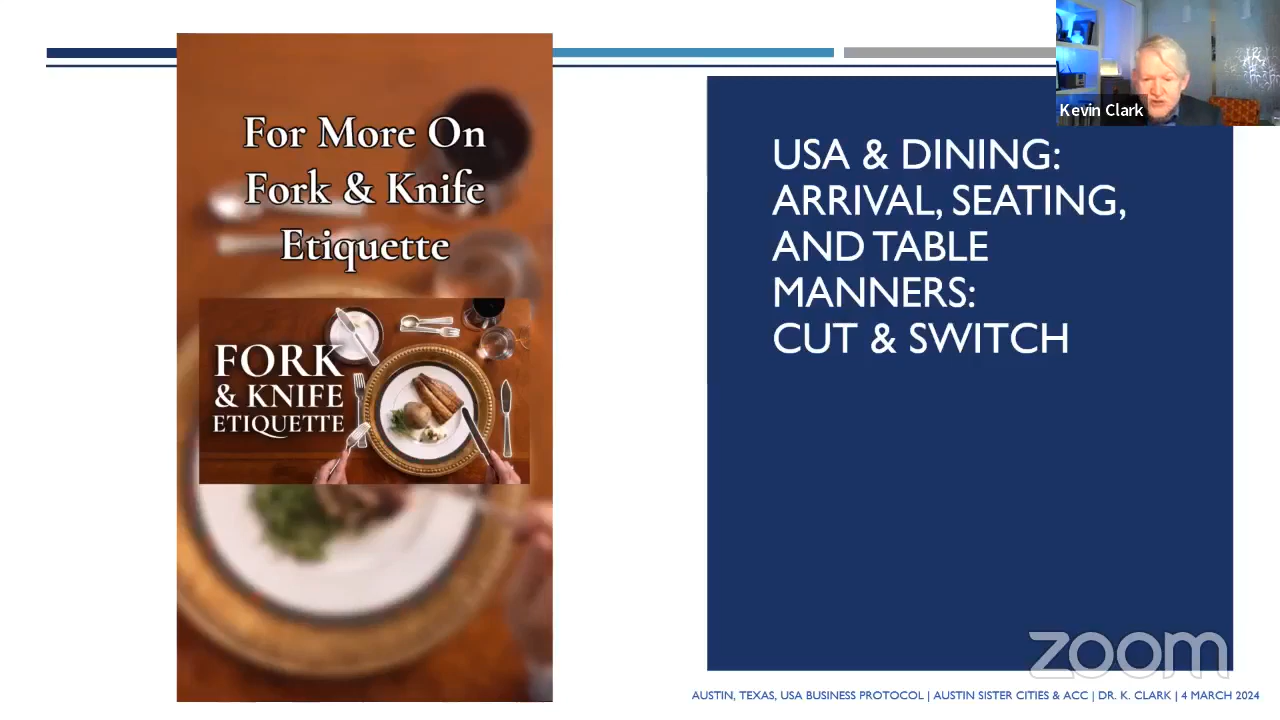 For More On
Fork & Knife
Etiquette
FORK
& KNIFE
ETIQUETTE
Kevin Clark
USA & DINING:
ARRIVAL, SEATING,
AND TABLE
MANNERS:
CUT & SWITCH
zoom
AUSTIN, TEXAS, USA BUSINESS PROTOCOL | AUSTIN SISTER CITIES & ACC | DR. K. CLARK | 4 MARCH 2024